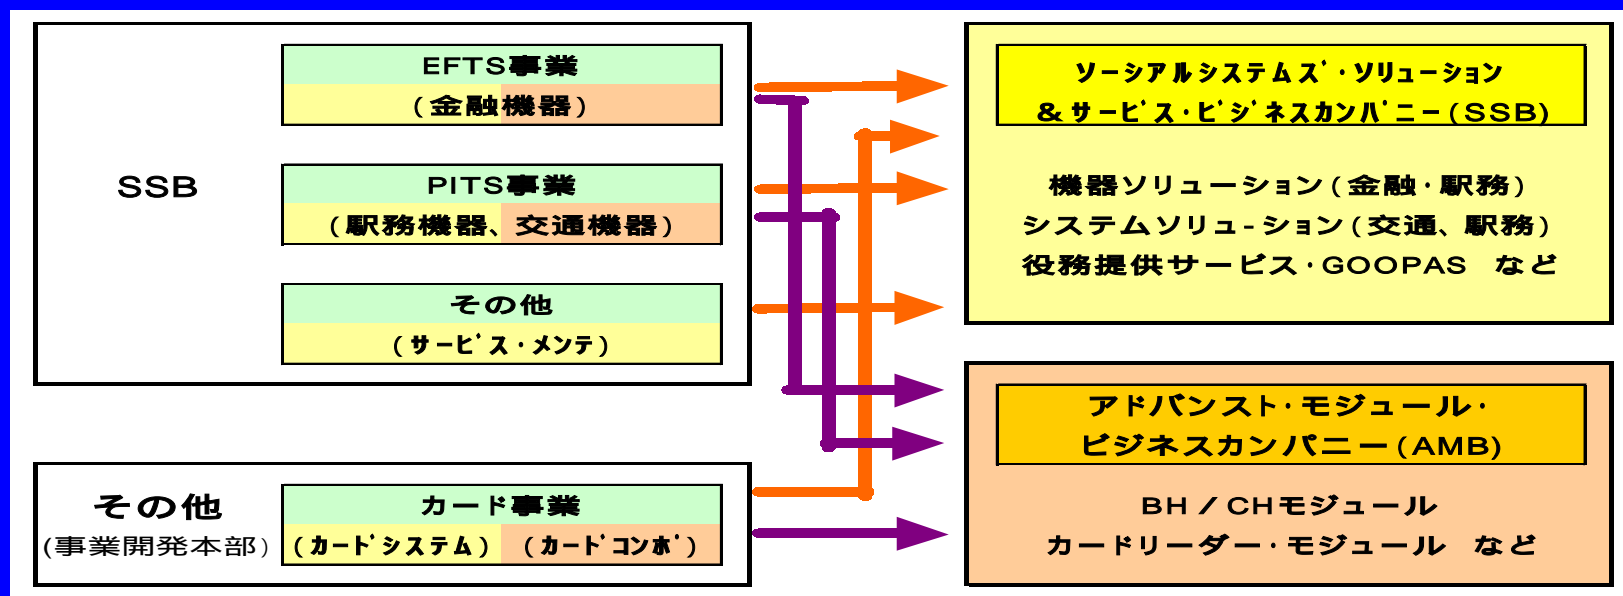 SSB
EFTS事業
(金融機器)
PITS事業
(駅務機器、交通機器)
その他
(サービス・メンテ)
その他
(事業開発本部)
カード事業
(カードシステム) (カードコンポ)
ソーシアルシステムズ・ソリューション
&サービス・ビジネスカンパニー(SSB)
機器ソリューション(金融・駅務)
システムソリュ-ション(交通、駅務)
役務提供サービス・GOOPAS など
アドバンスト・モジュール・
ビジネスカンパニー(AMB)
BH/CHモジュール
カードリーダー・モジュール など